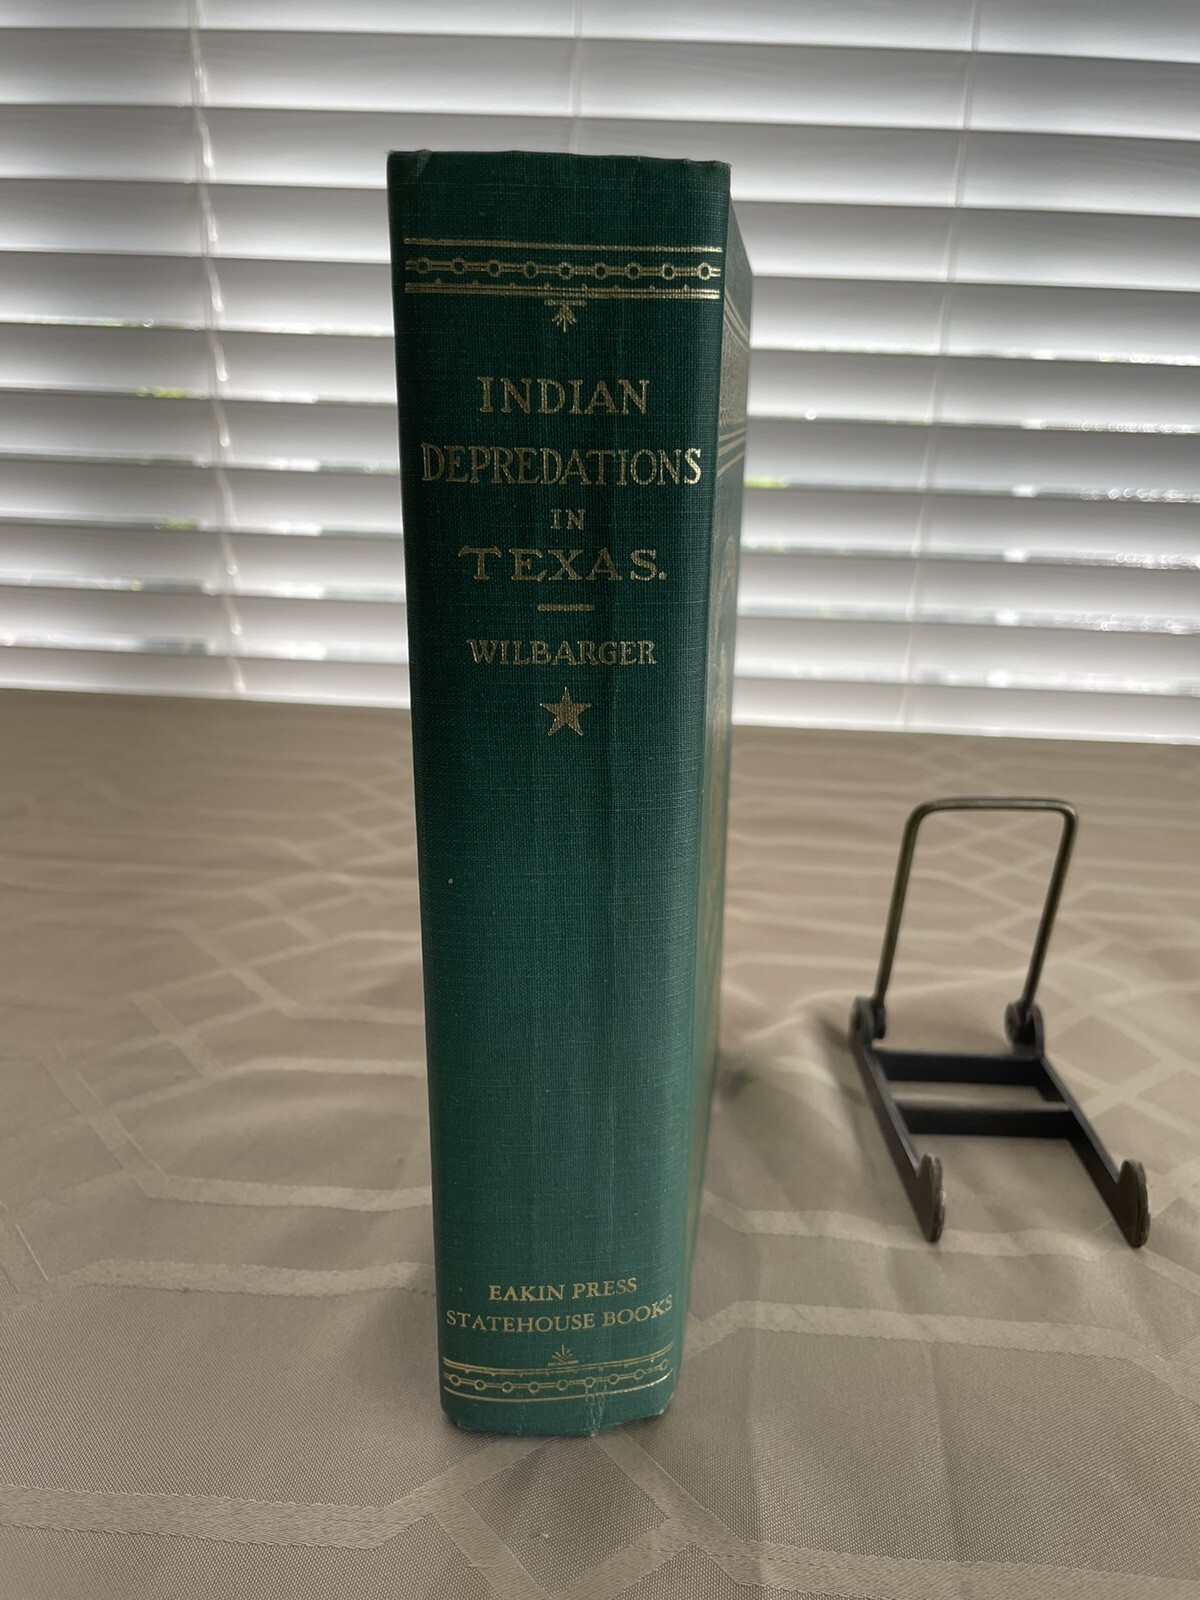 INDIAN
DEPREDATIONS
IN
TEXAS.
WILBARGER
EAKIN PRESS
STATEHOUSE BOOKS